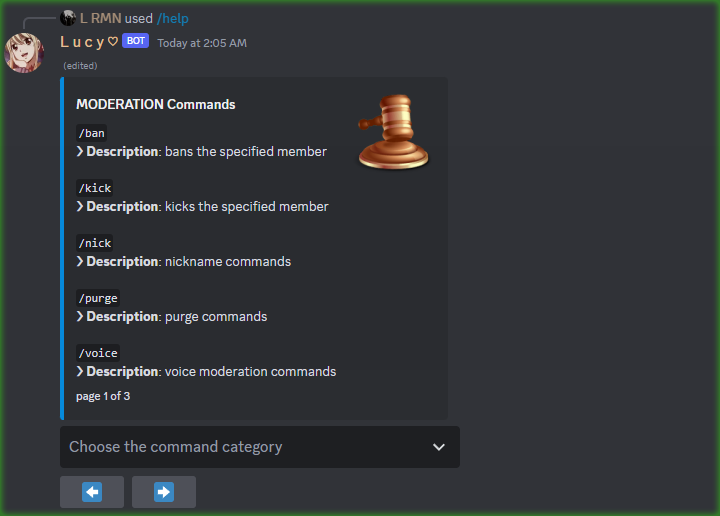 L RMN used /help
L u c y ♡ BOT Today at 2:05 AM
(edited)
MODERATION Commands
/ban
❯ Description: bans the specified member
/kick
❯ Description: kicks the specified member
/nick
❯ Description: nickname commands
/purge
❯ Description: purge commands
/voice
❯ Description: voice moderation commands
page 1 of 3
Choose the command category